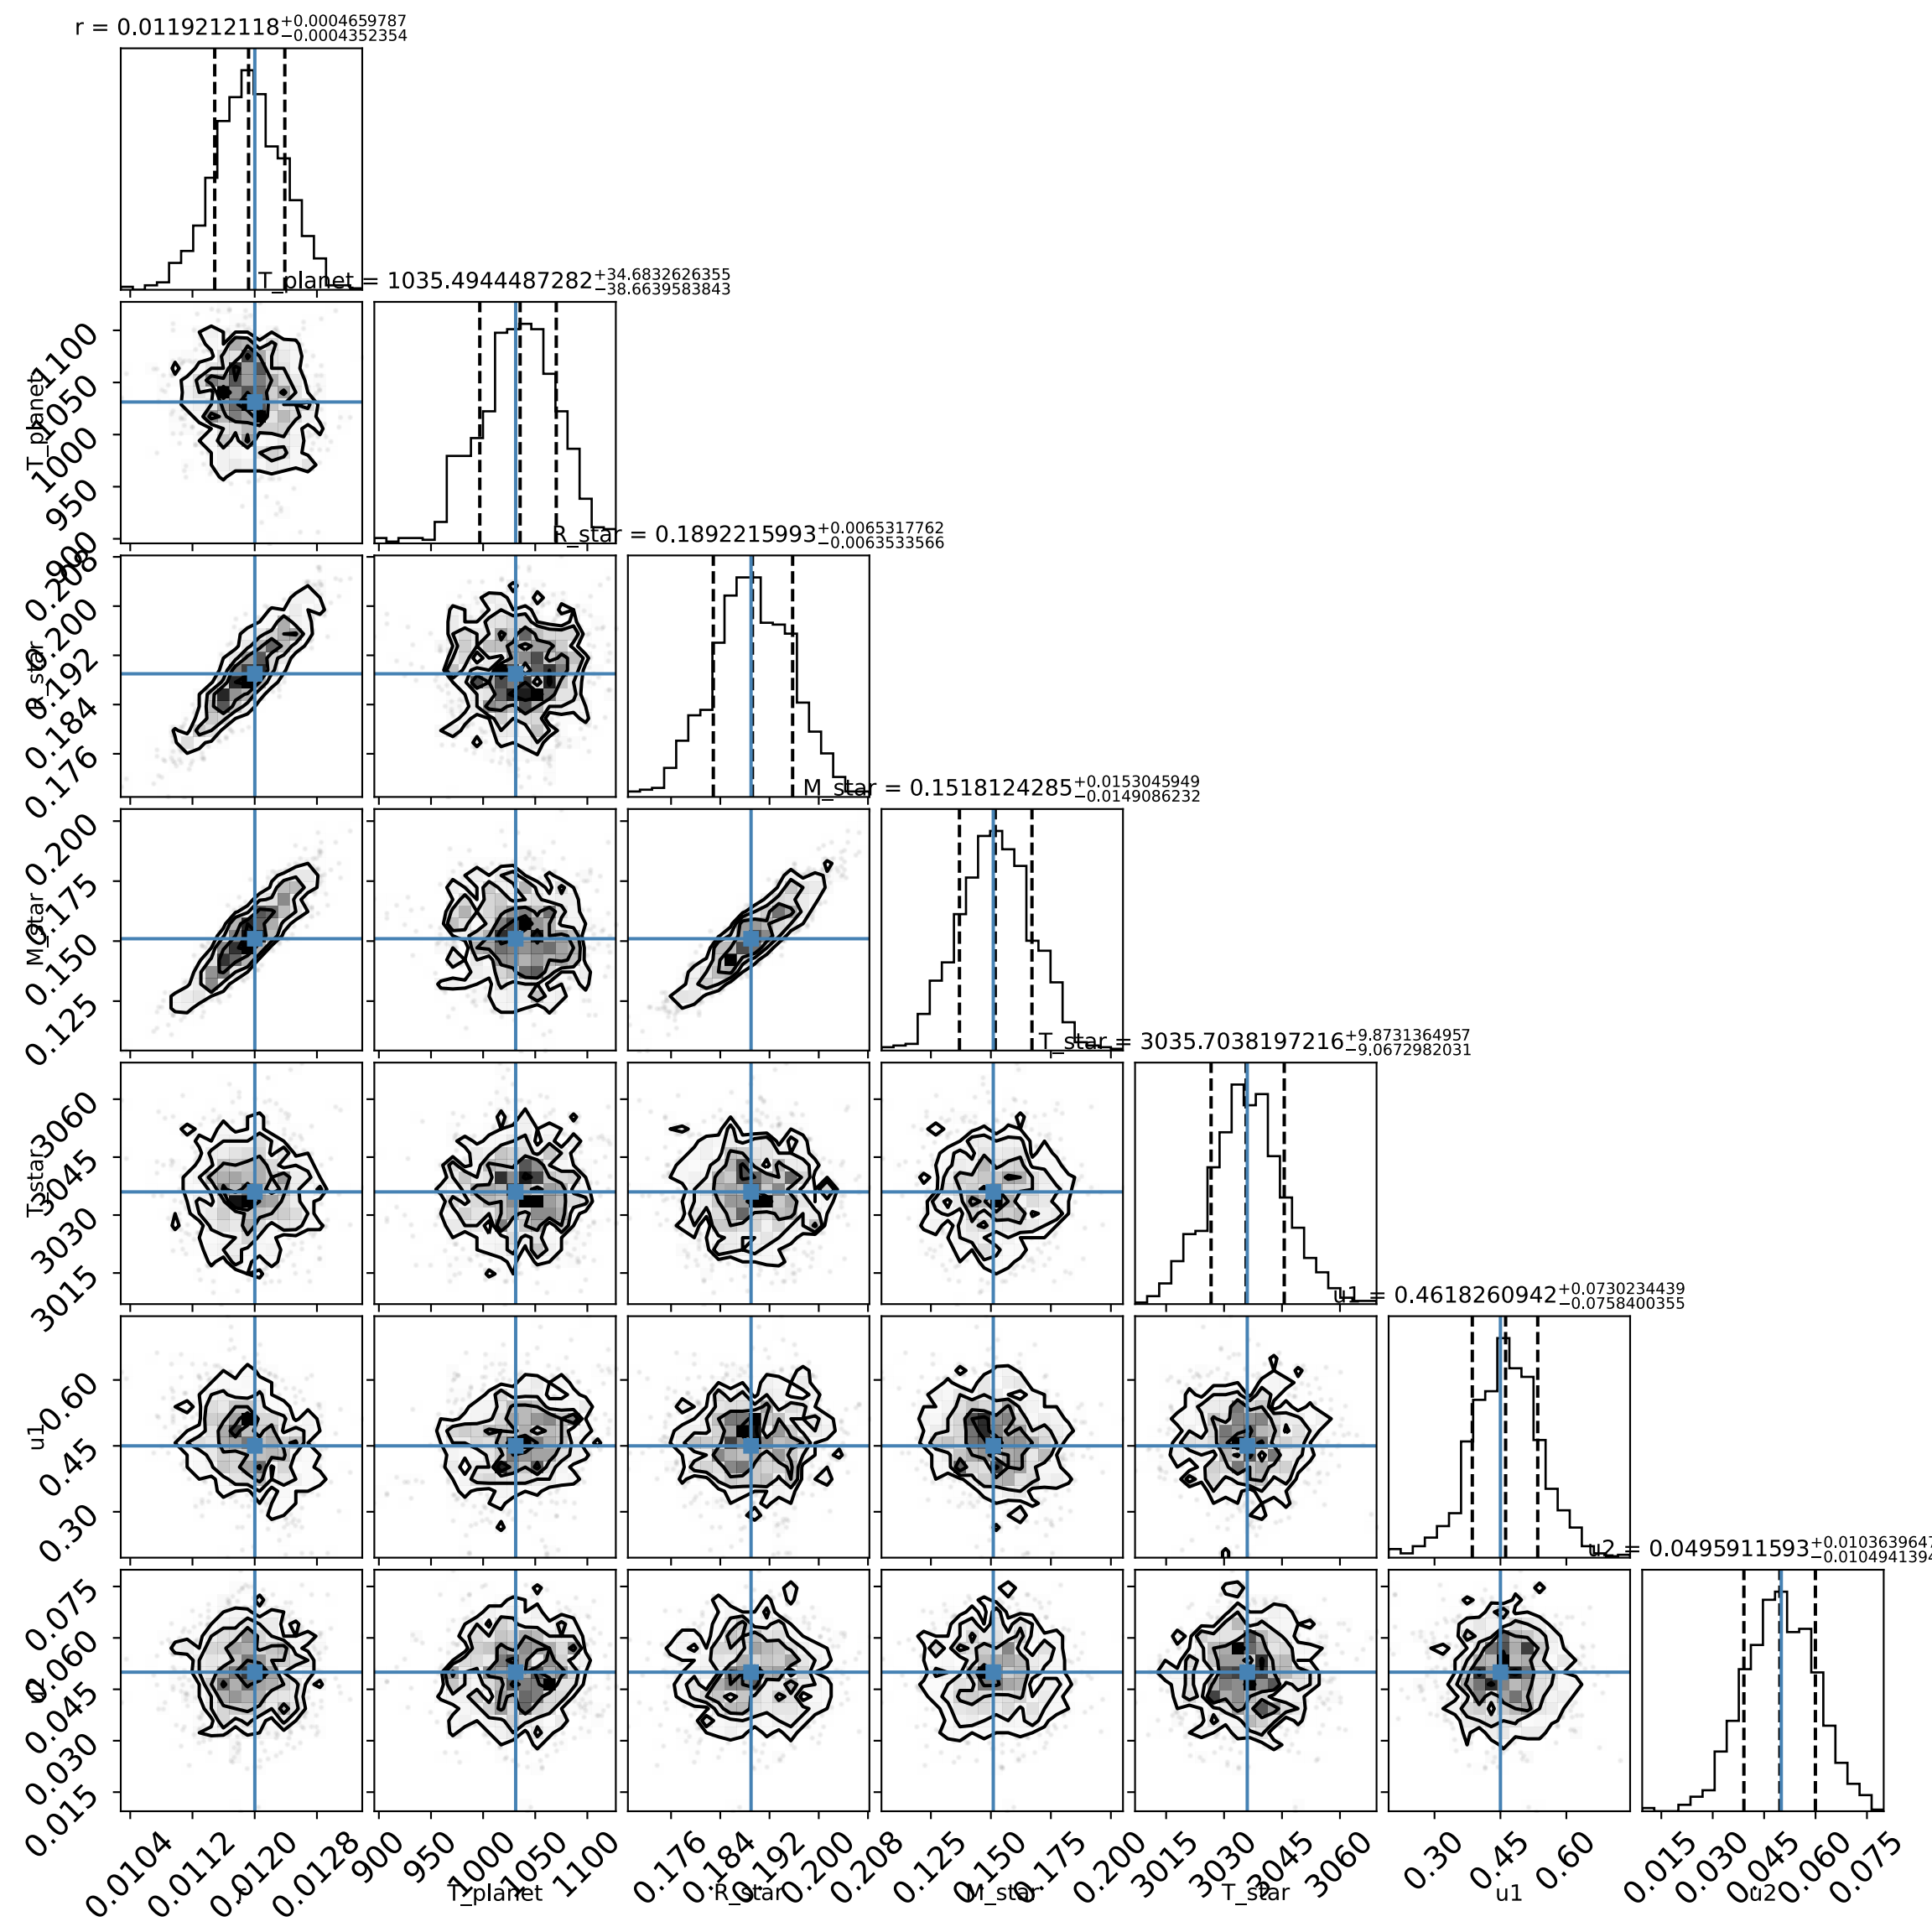 r = 0.0119212118 +0.0004659787 −0.0004352354
T_planet = 1035.4944487282 +34.6832626355 −38.6639583843
1100
1050
1000
950
900
T_planet
R_star = 0.1892215993 +0.0065317762 −0.0063533566
0.208
0.200
0.192
0.184
0.176
R_star
M_star = 0.1518124285 +0.0153045949 −0.0149086232
0.200
0.175
0.150
0.125
M_star
T_star = 3035.7038197216 +9.8731364957 −9.0672982031
3060
3045
3030
3015
T_star
u1 = 0.4618260942 +0.0730234439 −0.0758400355
0.60
0.45
0.30
u1
u2 = 0.0495911593 +0.010363964 −0.010494139
0.075
0.060
0.045
0.030
0.015
u2
0.0104 0.0112 0.0120 0.0128 900 950 1000 1050 1100 0.176 0.184 0.192 0.200 0.208 0.125 0.150 0.175 0.200 3015 3030 3045 3060 0.30 0.45 0.60 0.015 0.030 0.045 0.060 0.075
r T_planet R_star M_star T_star u1 u2